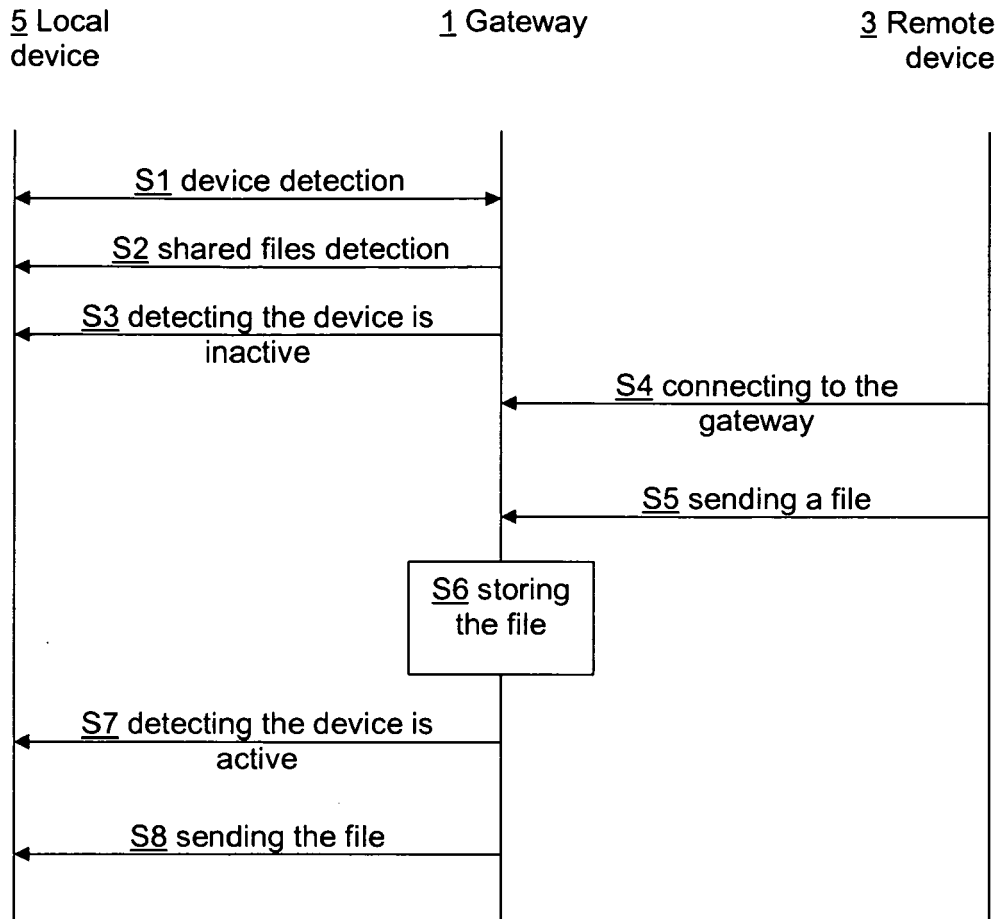 5 Local
device
1 Gateway
3 Remote
device
S1 device detection
S2 shared files detection
S3 detecting the device is
inactive
S4 connecting to the
gateway
S5 sending a file
S6 storing
the file
S7 detecting the device is
active
S8 sending the file